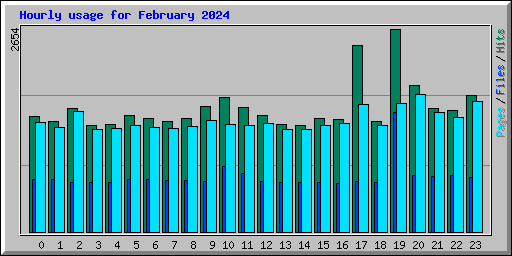 Hourly usage for February 2024
2654
Pages / Files / Hits
0 1 2 3 4 5 6 7 8 9 10 11 12 13 14 15 16 17 18 19 20 21 22 23